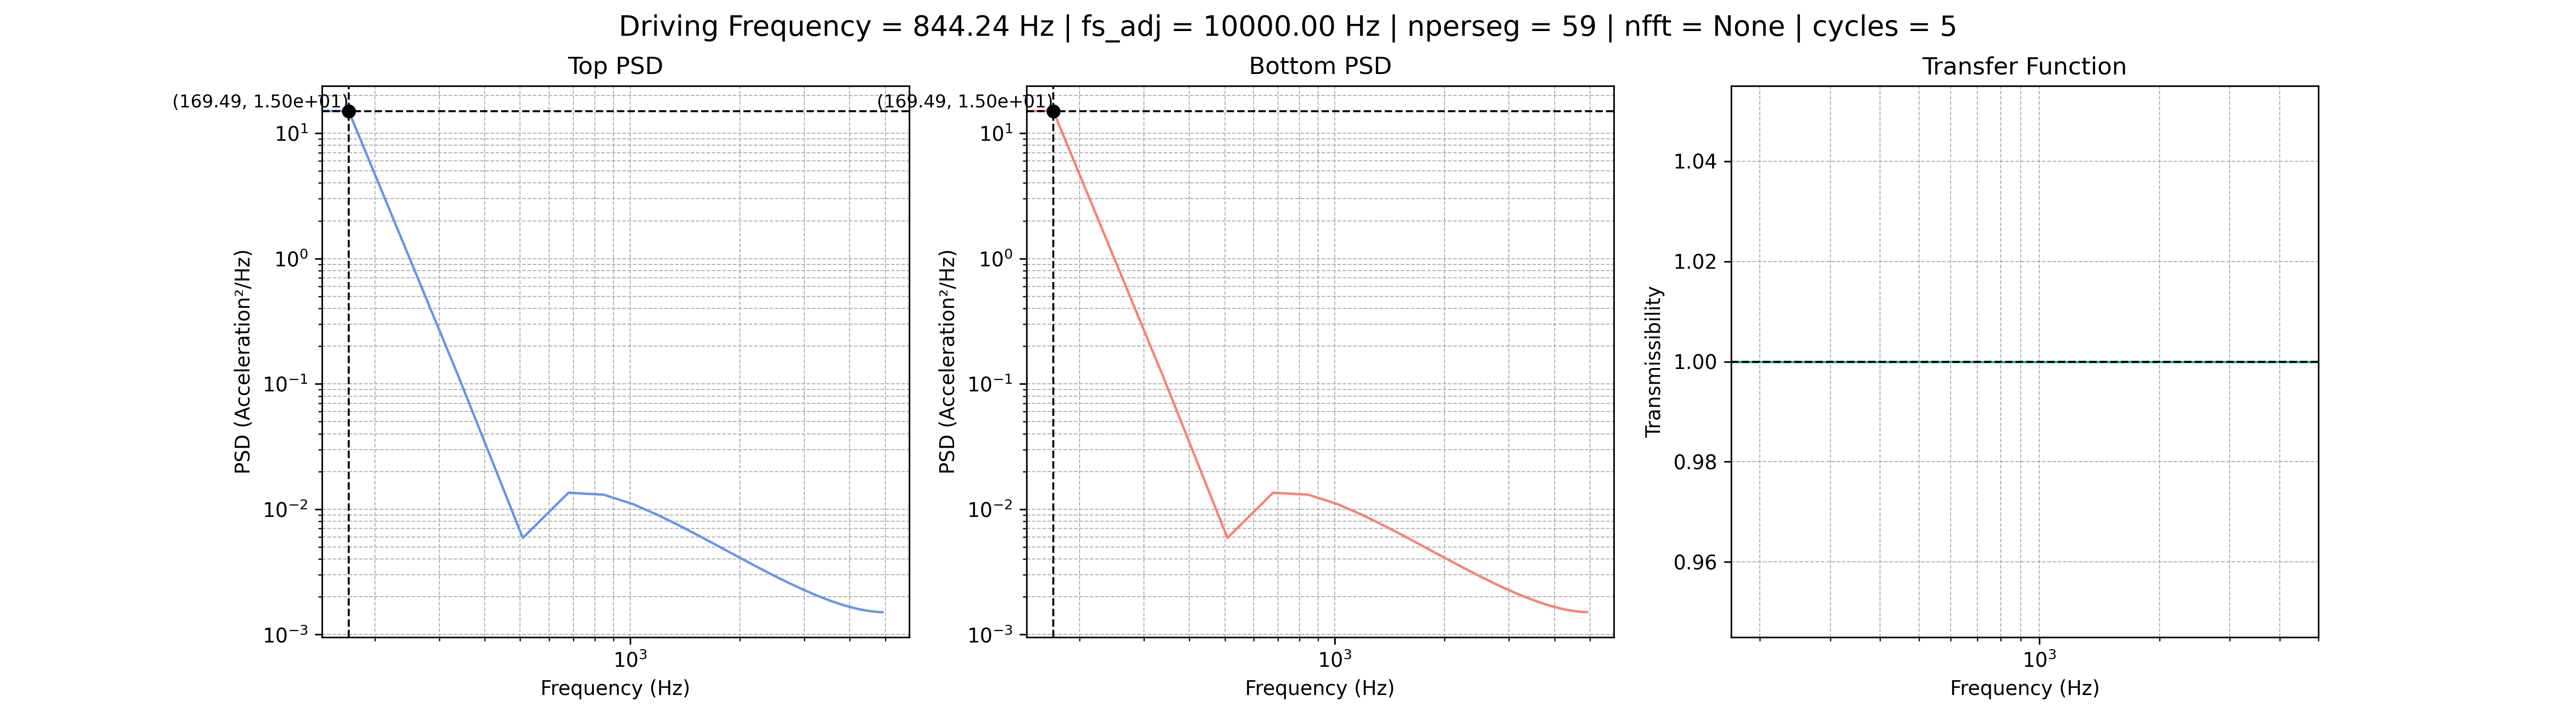 Driving Frequency = 844.24 Hz | fs_adj = 10000.00 Hz | nperseg = 59 | nfft = None | cycles = 5
Top PSD
(169.49, 1.50e+01)
10¹
10⁰
10⁻¹
10⁻²
10⁻³
PSD (Acceleration²/Hz)
10³
Frequency (Hz)
Bottom PSD
(169.49, 1.50e+01)
10¹
10⁰
10⁻¹
10⁻²
10⁻³
PSD (Acceleration²/Hz)
10³
Frequency (Hz)
Transfer Function
1.04
1.02
1.00
0.98
0.96
Transmissibility
10³
Frequency (Hz)